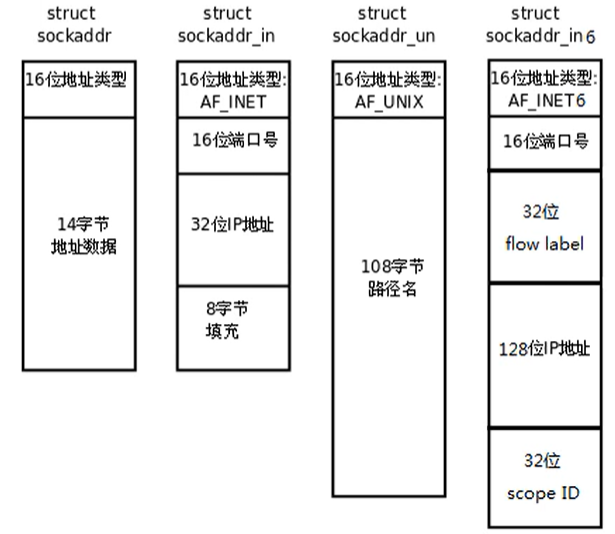 struct
sockaddr
16位地址类型
14字节
地址数据
struct
sockaddr_in
16位地址类型:
AF_INET
16位端口号
32位IP地址
8字节
填充
struct
sockaddr_un
16位地址类型:
AF_UNIX
108字节
路径名
struct
sockaddr_in6
16位地址类型:
AF_INET6
16位端口号
32位
flow label
128位IP地址
32位
scope ID